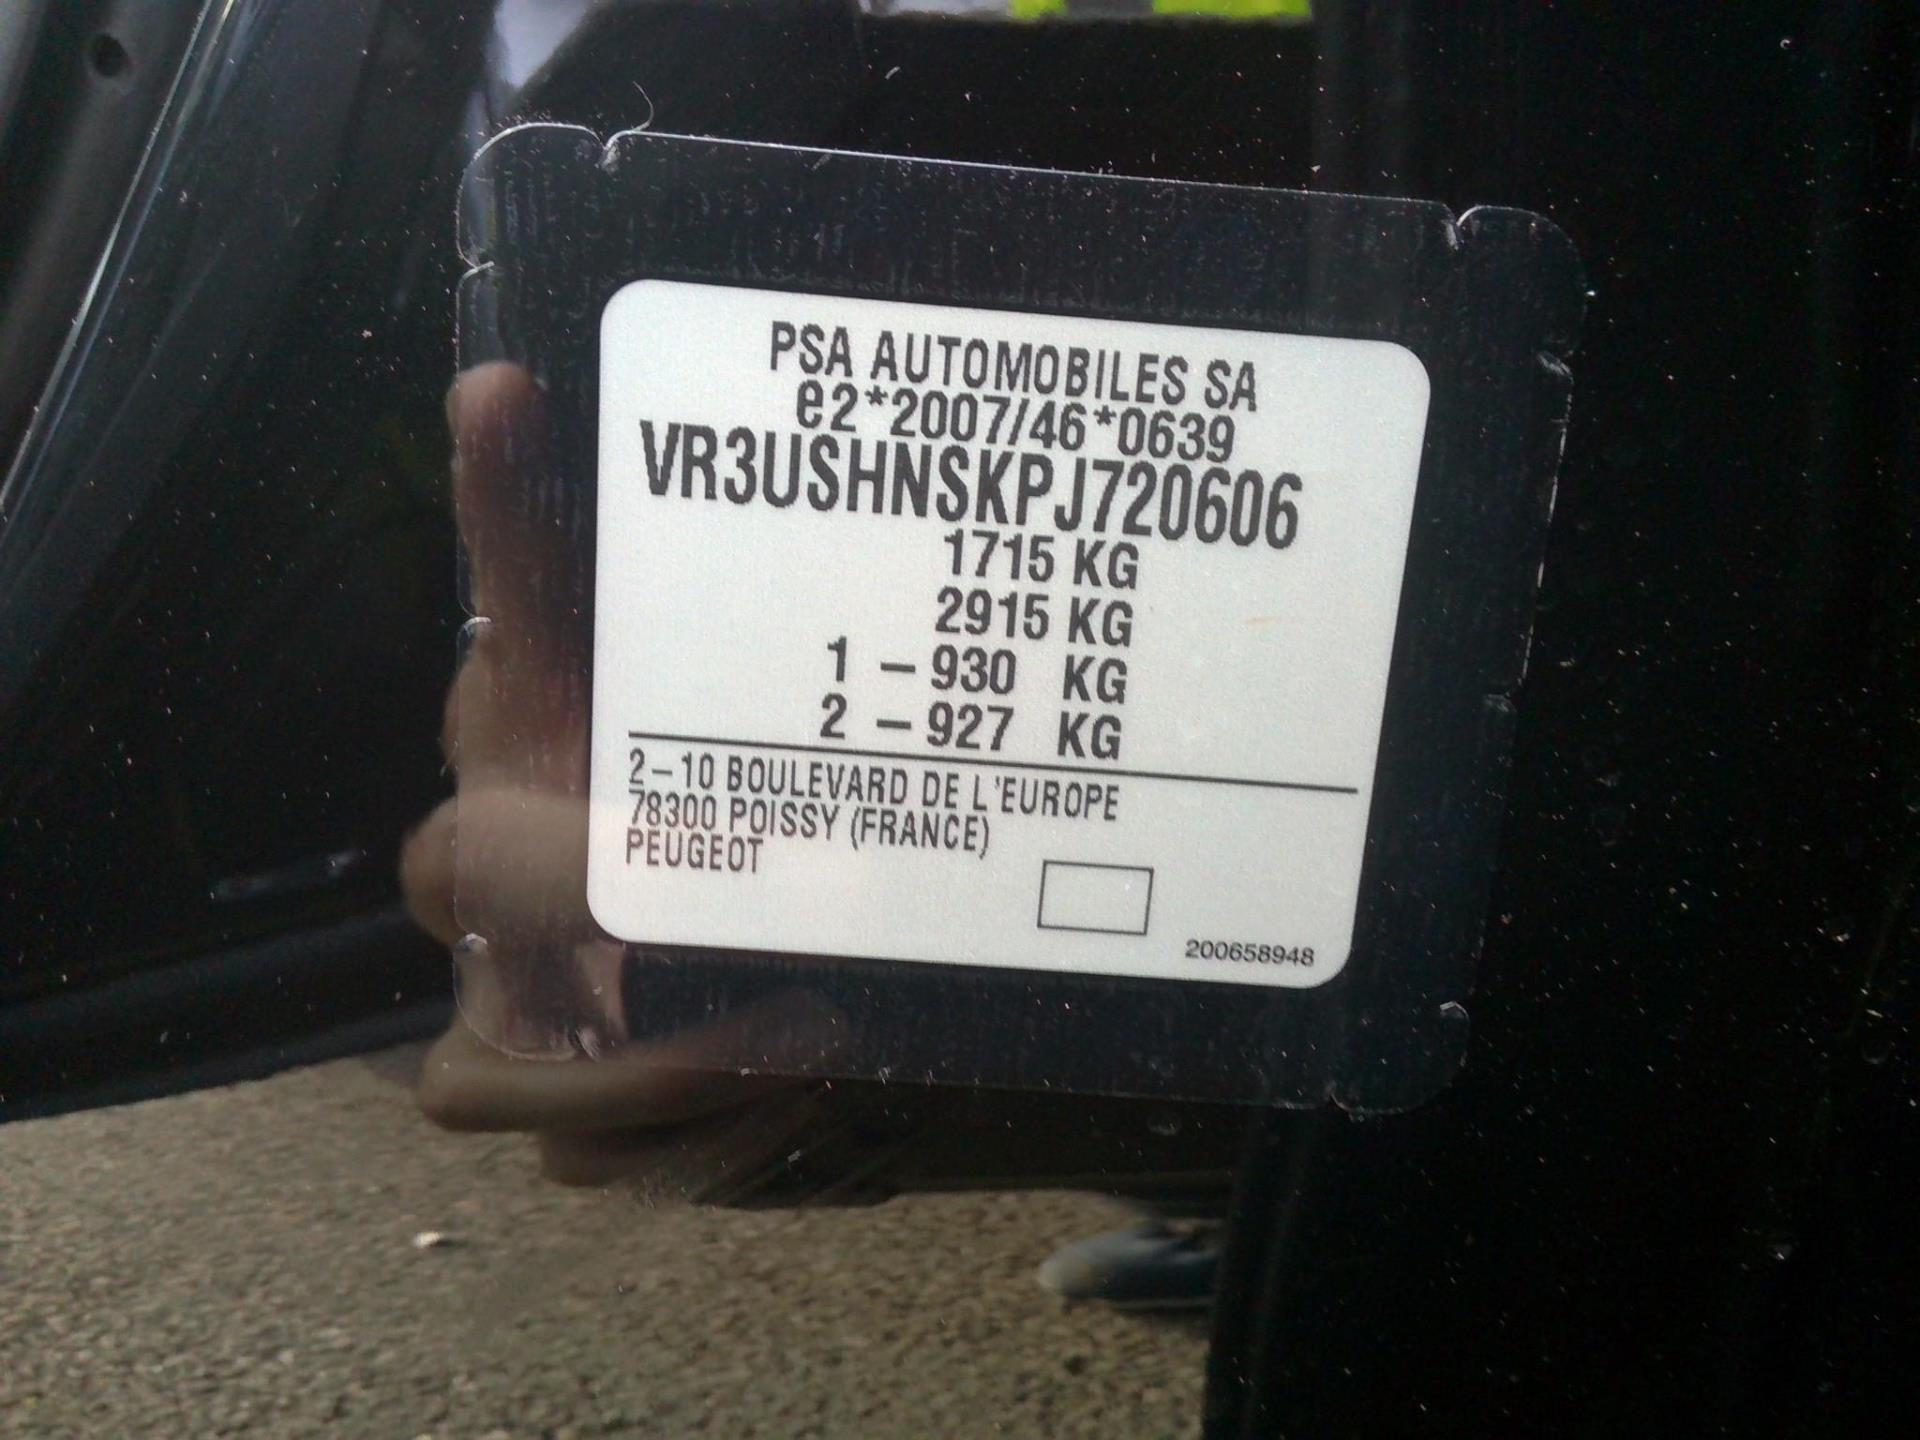 PSA AUTOMOBILES SA
e2*2007/46*0639
VR3USHNSKPJ720606
1715 KG
2915 KG
1 -930 KG
2 -927 KG
2-10 BOULEVARD DE L'EUROPE
78300 POISSY (FRANCE)
PEUGEOT
200658948